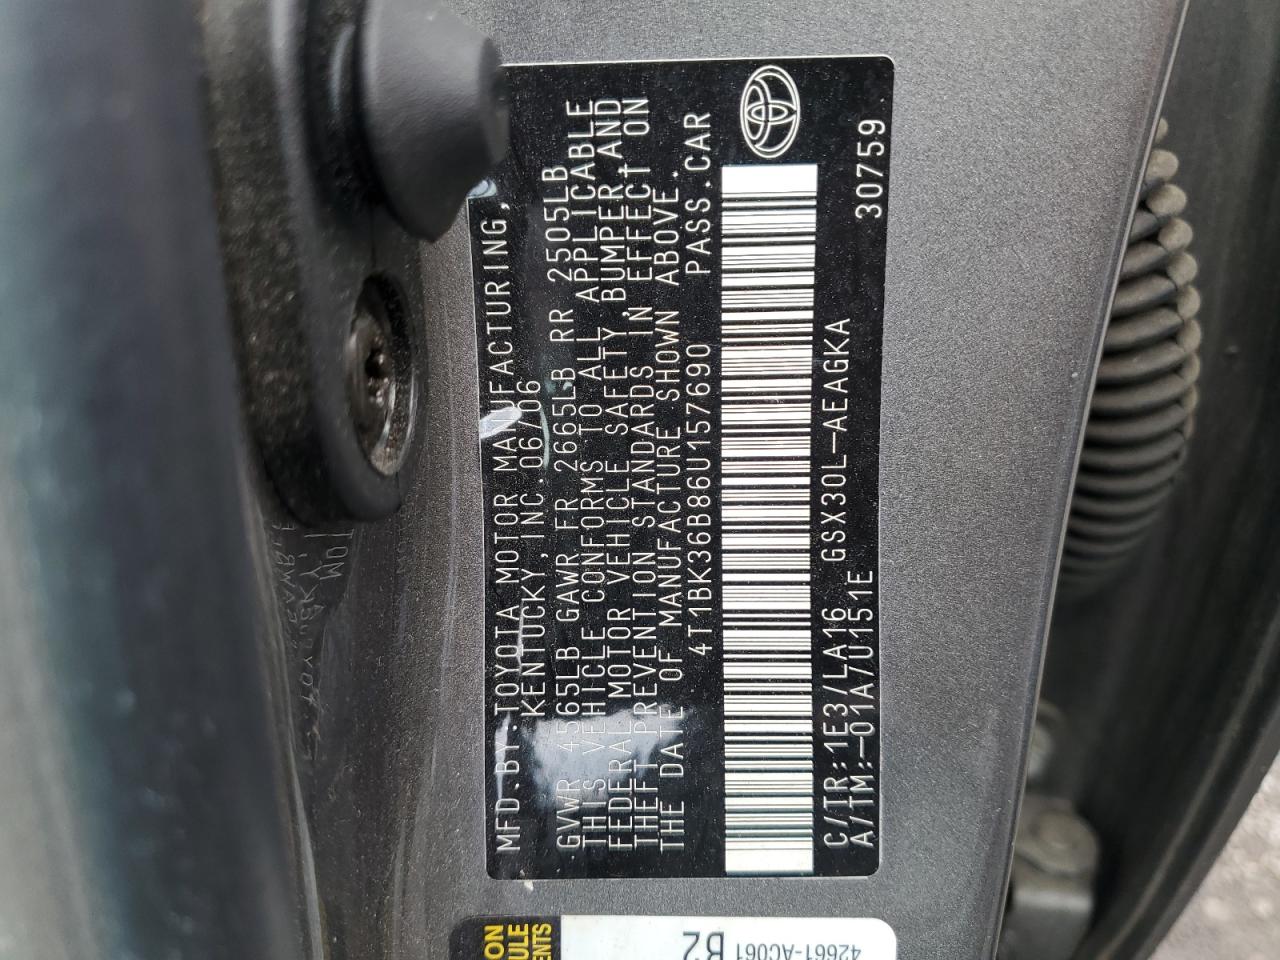 MFD.BY:TOYOTA MOTOR MANUFACTURING,
KENTUCKY,INC.06/06
GVWR 4565LB GAWR FR 2665LB RR 2505LB
THIS VEHICLE CONFORMS TO ALL APPLICABLE
FEDERAL MOTOR VEHICLE SAFETY,BUMPER,AND
THEFT PREVENTION STANDARDS IN EFFECT ON
THE DATE OF MANUFACTURE SHOWN ABOVE.
4T1BK36B86U157690 PASS.CAR
C/TR:1E3/LA16 GSX30L-AEAGKA
A/TM:-01A/U151E 30759
42661-AC061
B2